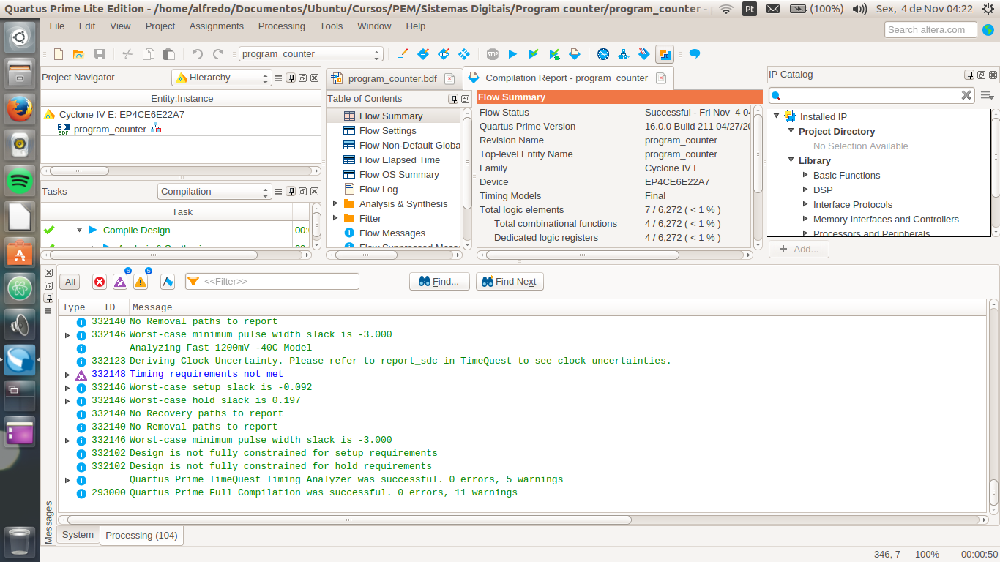 Quartus Prime Lite Edition - /home/alfredo/Documentos/Ubuntu/Cursos/PEM/Sistemas Digitais/Program counter/program_counter -
Pt (100%) Sex, 4 de Nov 04:22
File Edit View Project Assignments Processing Tools Window Help
Search altera.com
program_counter
STOP
Project Navigator
Hierarchy
Entity:Instance
Cyclone IV E: EP4CE6E22A7
BDF program_counter
Tasks
Compilation
Task
Compile Design 00:
Analysis & Synthesis 00:
program_counter.bdf
Compilation Report - program_counter
Table of Contents
Flow Summary
Flow Settings
Flow Non-Default Globa
Flow Elapsed Time
Flow OS Summary
Flow Log
Analysis & Synthesis
Fitter
Flow Messages
Flow Suppressed Mess
Flow Summary
Flow Status Successful - Fri Nov 4 04
Quartus Prime Version 16.0.0 Build 211 04/27/20
Revision Name program_counter
Top-level Entity Name program_counter
Family Cyclone IV E
Device EP4CE6E22A7
Timing Models Final
Total logic elements 7 / 6,272 ( < 1 % )
Total combinational functions 4 / 6,272 ( < 1 % )
Dedicated logic registers 4 / 6,272 ( < 1 % )
IP Catalog
Installed IP
Project Directory
No Selection Available
Library
Basic Functions
DSP
Interface Protocols
Memory Interfaces and Controllers
Processors and Peripherals
+ Add...
All
6
5
<<Filter>>
Find...
Find Next
Type ID Message
332140 No Removal paths to report
332146 Worst-case minimum pulse width slack is -3.000
Analyzing Fast 1200mV -40C Model
332123 Deriving Clock Uncertainty. Please refer to report_sdc in TimeQuest to see clock uncertainties.
332148 Timing requirements not met
332146 Worst-case setup slack is -0.092
332146 Worst-case hold slack is 0.197
332140 No Recovery paths to report
332140 No Removal paths to report
332146 Worst-case minimum pulse width slack is -3.000
332102 Design is not fully constrained for setup requirements
332102 Design is not fully constrained for hold requirements
Quartus Prime TimeQuest Timing Analyzer was successful. 0 errors, 5 warnings
293000 Quartus Prime Full Compilation was successful. 0 errors, 11 warnings
Messages
System
Processing (104)
346, 7 100% 00:00:50